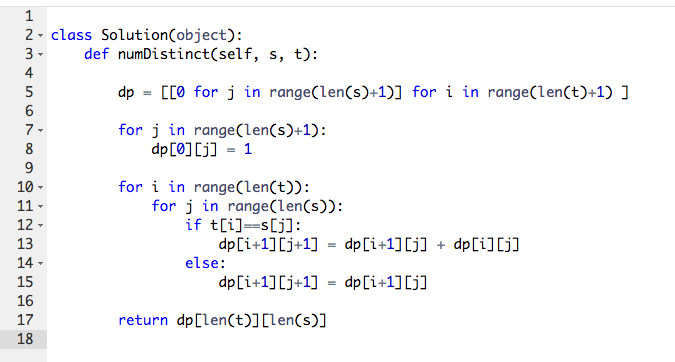 1
2 class Solution(object):
3 def numDistinct(self, s, t):
4
5 dp = [[0 for j in range(len(s)+1)] for i in range(len(t)+1) ]
6
7 for j in range(len(s)+1):
8 dp[0][j] = 1
9
10 for i in range(len(t)):
11 for j in range(len(s)):
12 if t[i]==s[j]:
13 dp[i+1][j+1] = dp[i+1][j] + dp[i][j]
14 else:
15 dp[i+1][j+1] = dp[i+1][j]
16
17 return dp[len(t)][len(s)]
18